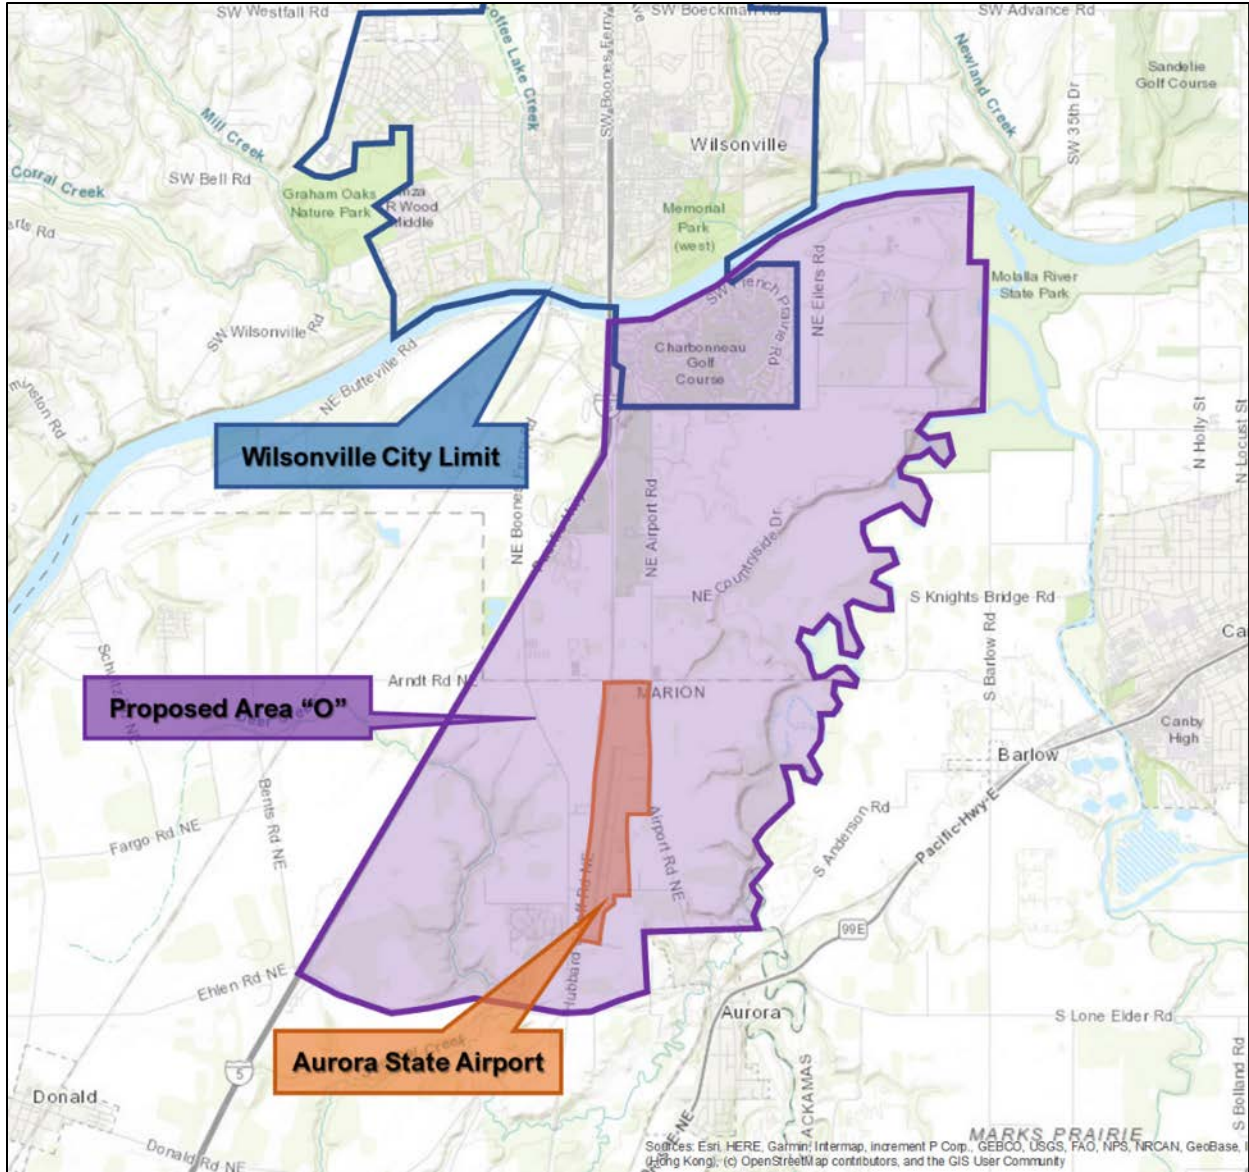 SW Westfall Rd
SW Boeckman Rd
SW Advance Rd
Coffee Lake Creek
SW Boones Ferry
Ave
Newland Creek
SW 35th Dr
Sandelie
Golf Course
Mill Creek
Wilsonville
Corral Creek
SW Bell Rd
Graham Oaks
Nature Park
R Wood
Middle
Memorial
Park
(west)
NE Eilers Rd
Molalla River
State Park
SW French Prairie Rd
SW Wilsonville Rd
Charbonneau
Golf
Course
NE Butteville Rd
N Holly St
N Locust St
Wilsonville City Limit
NE Airport Rd
NE Countryside Dr
S Knights Bridge Rd
S Barlow Rd
Arndt Rd NE
MARION
Proposed Area “O”
Canby
High
Barlow
Bents Rd NE
Fargo Rd NE
Airport Rd NE
S Anderson Rd
Pacific Hwy E
99E
Ehlen Rd NE
Hubbard
Aurora
S Lone Elder Rd
Aurora State Airport
5
Donald
Donald Rd NE
S Bolland Rd
MARKS PRAIRIE
Sources: Esri, HERE, Garmin, Intermap, increment P Corp., GEBCO, USGS, FAO, NPS, NRCAN, GeoBase,
(Hong Kong), (c) OpenStreetMap contributors, and the GIS User Community